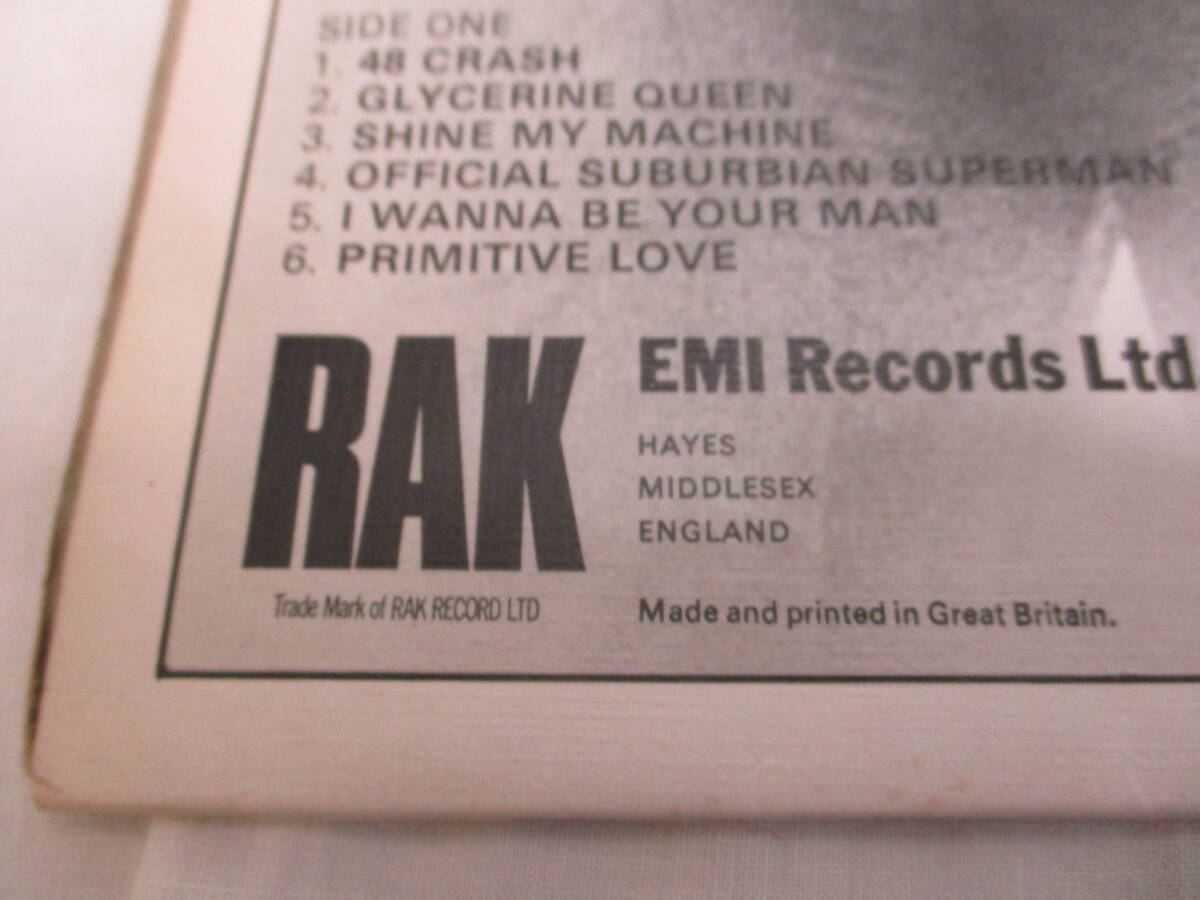 SIDE ONE
1. 48 CRASH
2. GLYCERINE QUEEN
3. SHINE MY MACHINE
4. OFFICIAL SUBURBIAN SUPERMAN
5. I WANNA BE YOUR MAN
6. PRIMITIVE LOVE
RAK
Trade Mark of RAK RECORD LTD
EMI Records Ltd.
HAYES
MIDDLESEX
ENGLAND
Made and printed in Great Britain.